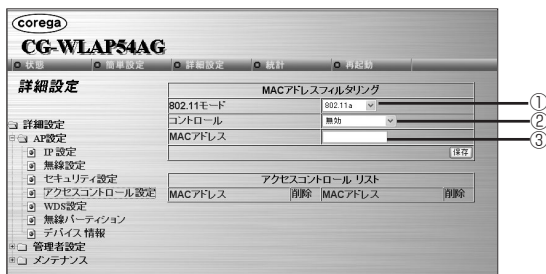 corega
CG-WLAP54AG
状態 簡単設定 詳細設定 統計 再起動
詳細設定
詳細設定
AP設定
IP 設定
無線設定
セキュリティ設定
アクセスコントロール設定
WDS設定
無線パーティション
デバイス 情報
管理者設定
メンテナンス
MACアドレスフィルタリング
802.11モード 802.11a ①
コントロール 無効 ②
MACアドレス ③
保存
アクセスコントロール リスト
MACアドレス 削除 MACアドレス 削除